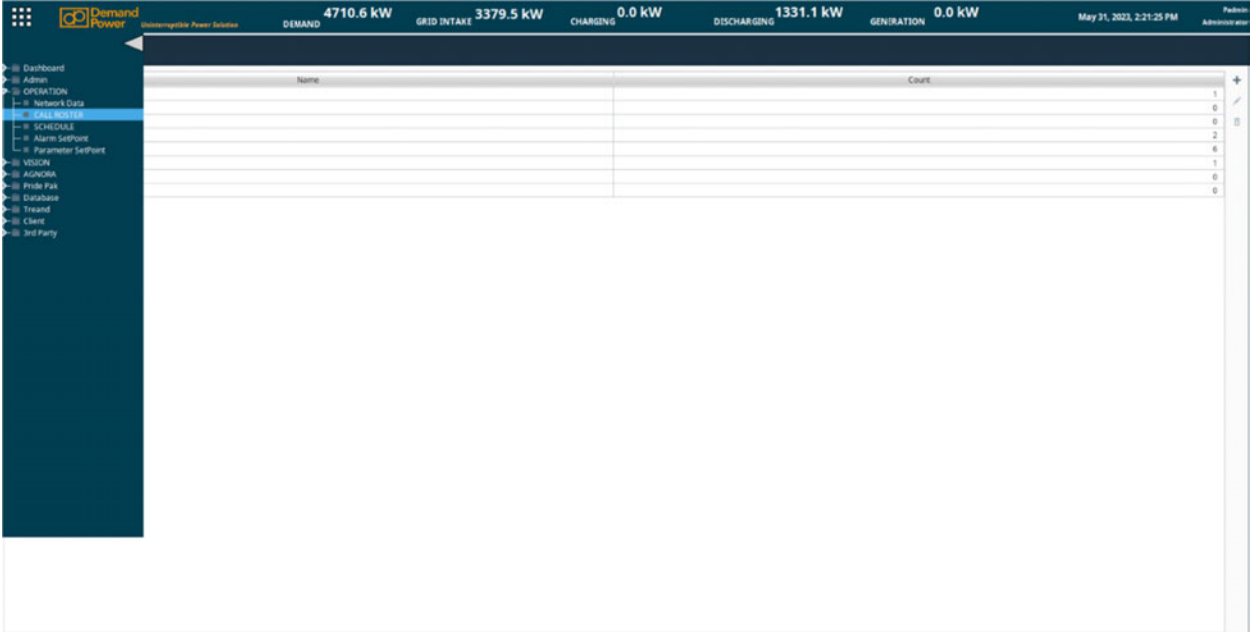 Demand
Power
Uninterruptible Power Solution
DEMAND 4710.6 kW
GRID INTAKE 3379.5 kW
CHARGING 0.0 kW
DISCHARGING 1331.1 kW
GENERATION 0.0 kW
May 31, 2023, 2:21:25 PM
Padmin
Administrator
Dashboard
Admin
OPERATION
Network Data
CALL ROSTER
SCHEDULE
Alarm SetPoint
Parameter SetPoint
VISION
AGNORA
Pride Pak
Database
Treand
Client
3rd Party
Name Count
1
0
0
2
6
1
0
0